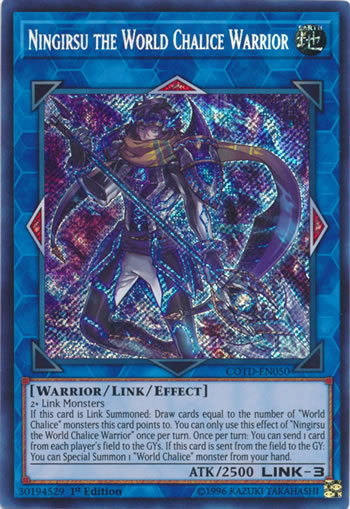 NINGIRSU THE WORLD CHALICE WARRIOR
EARTH
地
COTD-EN050
[WARRIOR/LINK/EFFECT]
2+ Link Monsters
If this card is Link Summoned: Draw cards equal to the number of "World
Chalice" monsters this card points to. You can only use this effect of "Ningirsu
the World Chalice Warrior" once per turn. Once per turn: You can send 1 card
from each player's field to the GYs. If this card is sent from the field to the GY:
You can Special Summon 1 "World Chalice" monster from your hand.
ATK/2500 LINK-3
30194529 1st Edition ©1996 KAZUKI TAKAHASHI